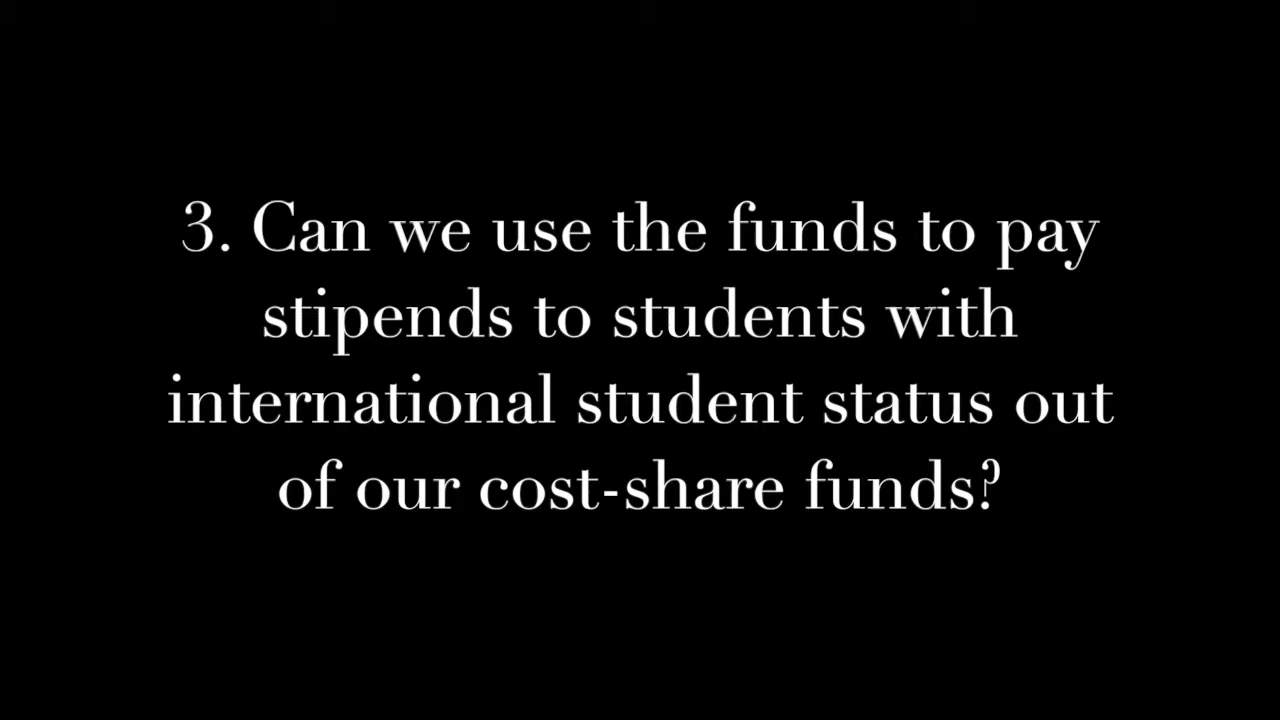 3. Can we use the funds to pay
stipends to students with
international student status out
of our cost-share funds?